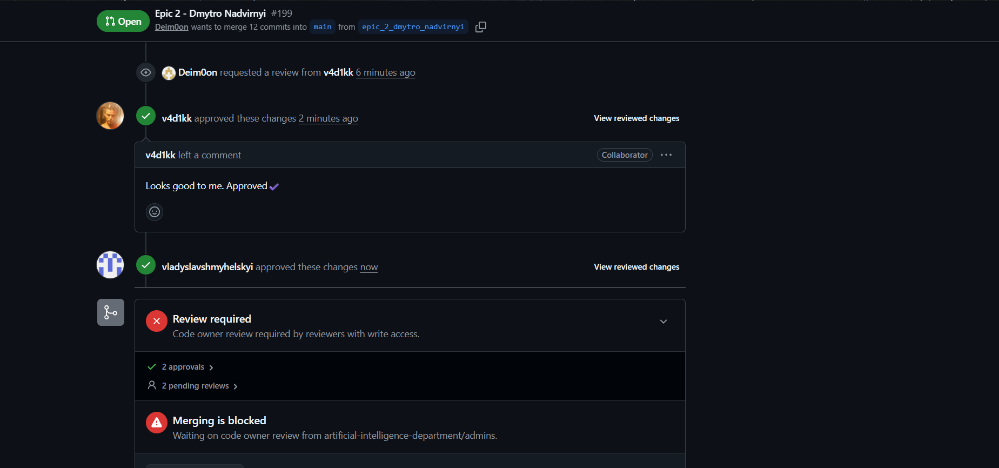 Open
Epic 2 - Dmytro Nadvirnyi #199
Deim0on wants to merge 12 commits into main from epic_2_dmytro_nadvirnyi
Deim0on requested a review from v4d1kk 6 minutes ago
v4d1kk approved these changes 2 minutes ago
View reviewed changes
v4d1kk left a comment
Collaborator
Looks good to me. Approved
vladyslavshmyhelskyi approved these changes now
View reviewed changes
Review required
Code owner review required by reviewers with write access.
2 approvals
2 pending reviews
Merging is blocked
Waiting on code owner review from artificial-intelligence-department/admins.